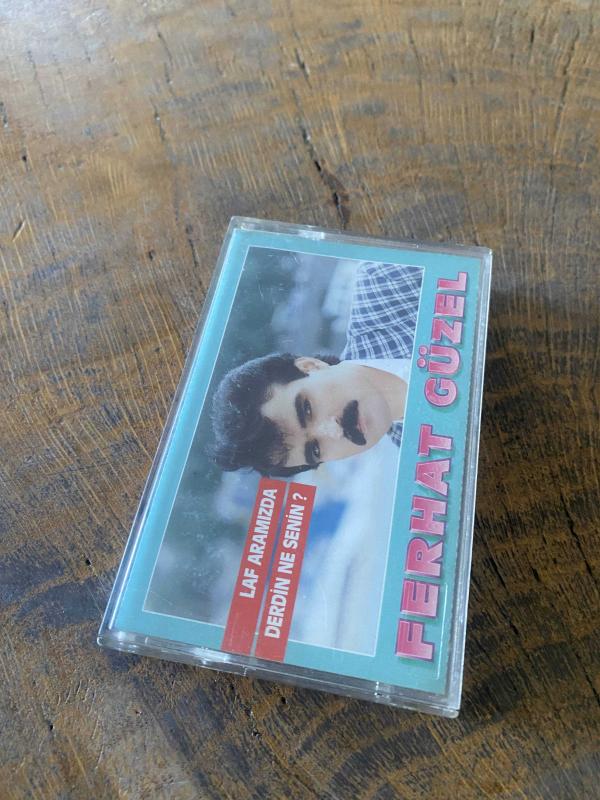 LAF ARAMIZDA
DERDİN NE SENİN ?
FERHAT GÜZEL